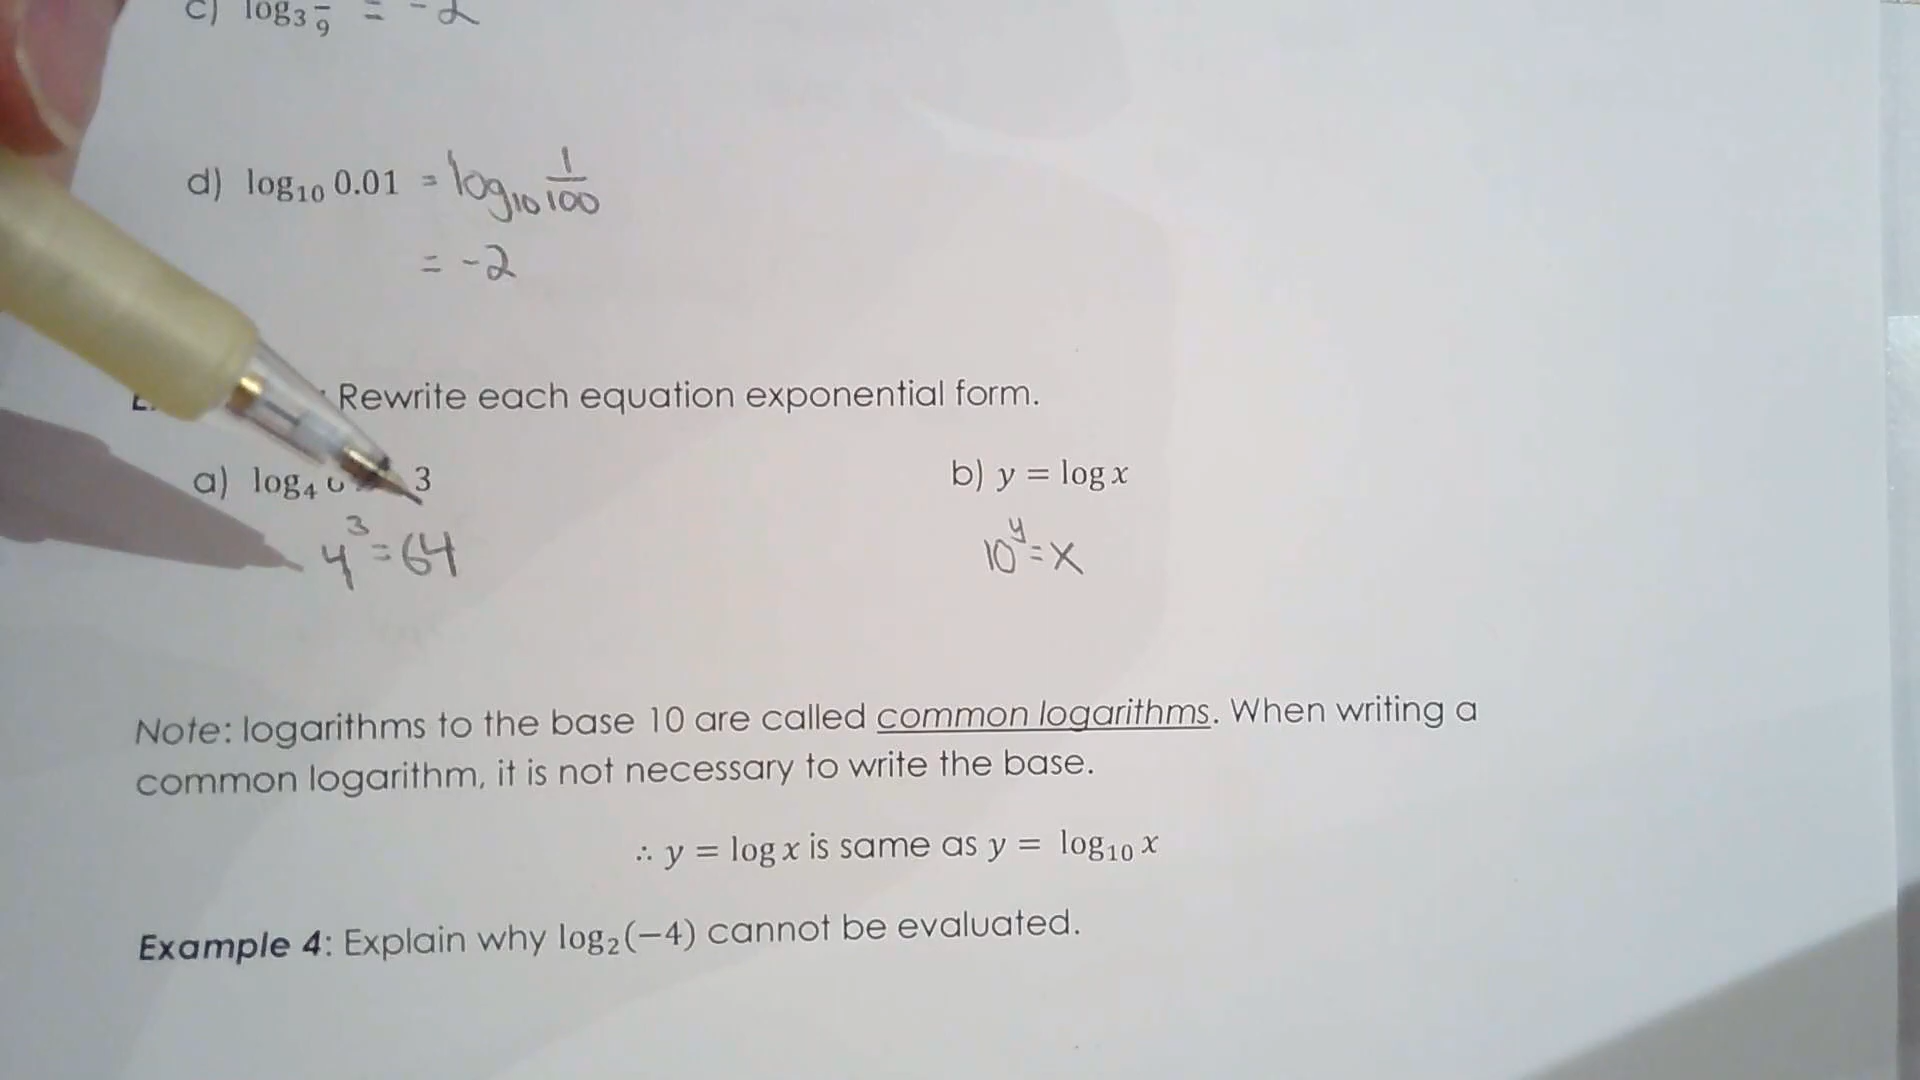 c) log₃ 1/9 = -2
d) log₁₀ 0.01 = log₁₀ 1/100
= -2
Rewrite each equation exponential form.
a) log₄ 3
4³ = 64
b) y = log x
10ʸ = x
Note: logarithms to the base 10 are called common logarithms. When writing a
common logarithm, it is not necessary to write the base.
∴ y = log x is same as y = log₁₀ x
Example 4: Explain why log₂(−4) cannot be evaluated.